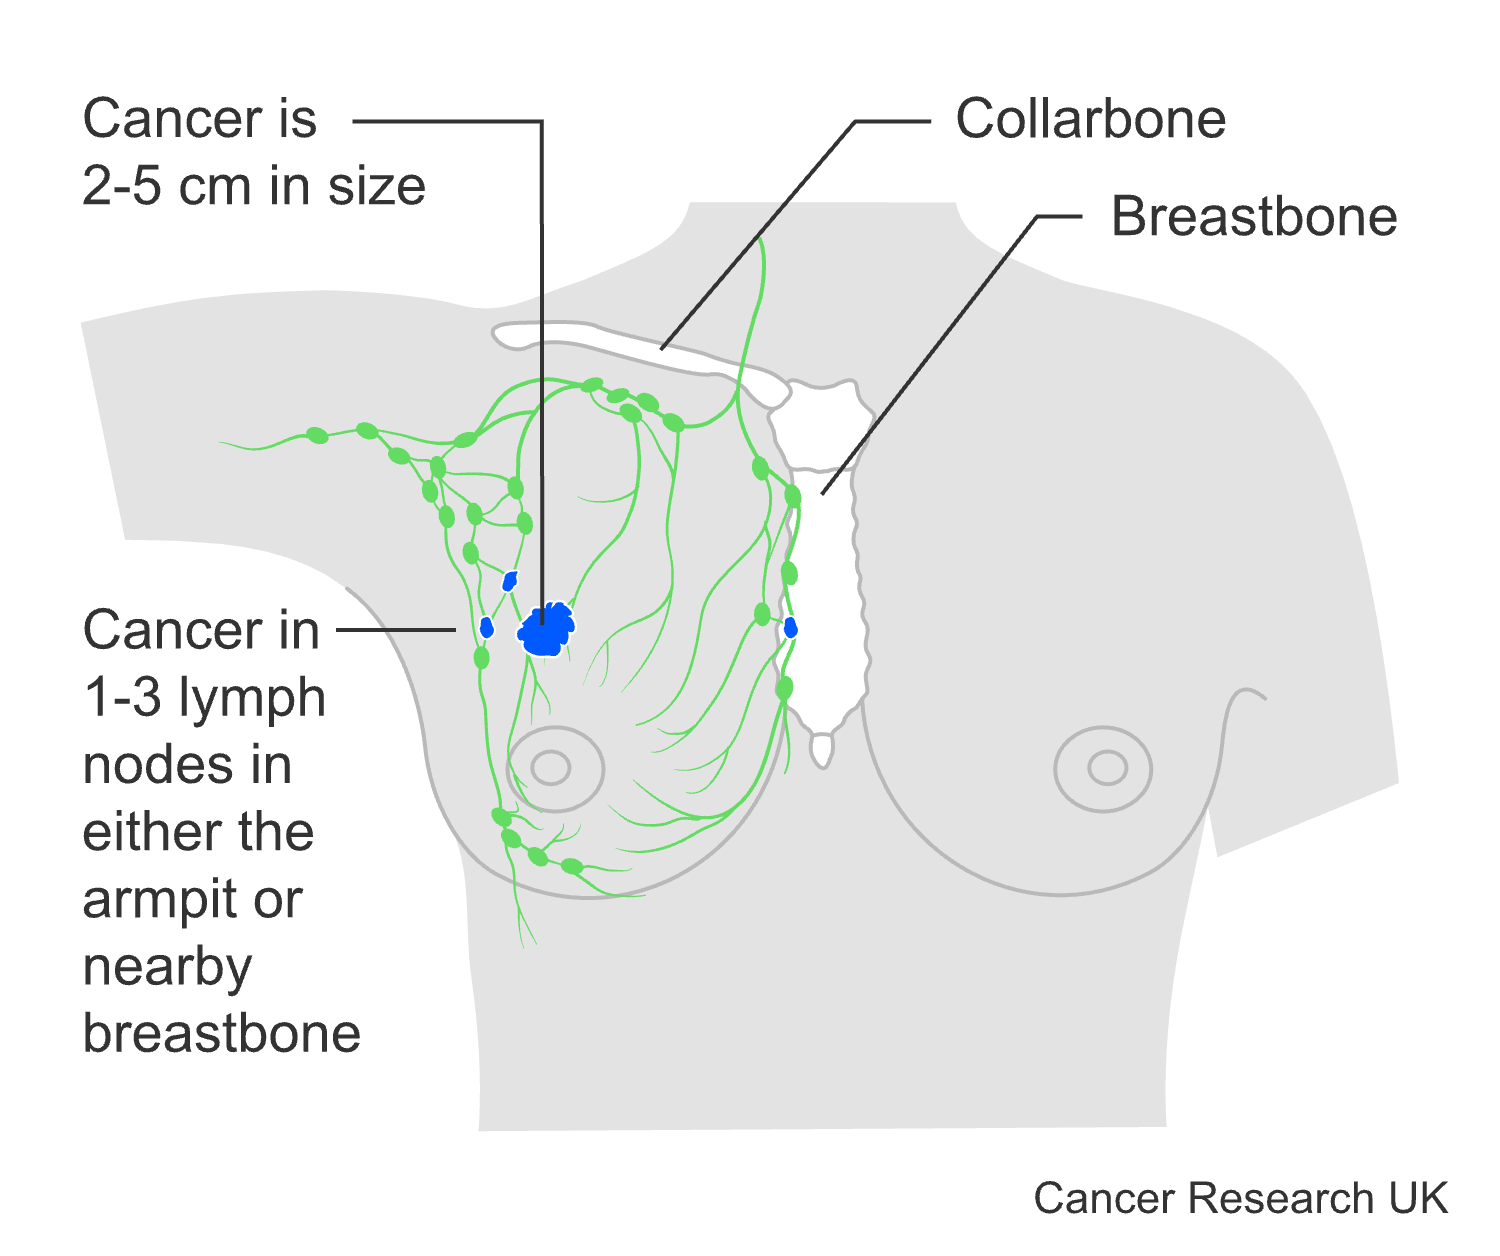 Cancer is
2-5 cm in size
Collarbone
Breastbone
Cancer in
1-3 lymph
nodes in
either the
armpit or
nearby
breastbone
Cancer Research UK